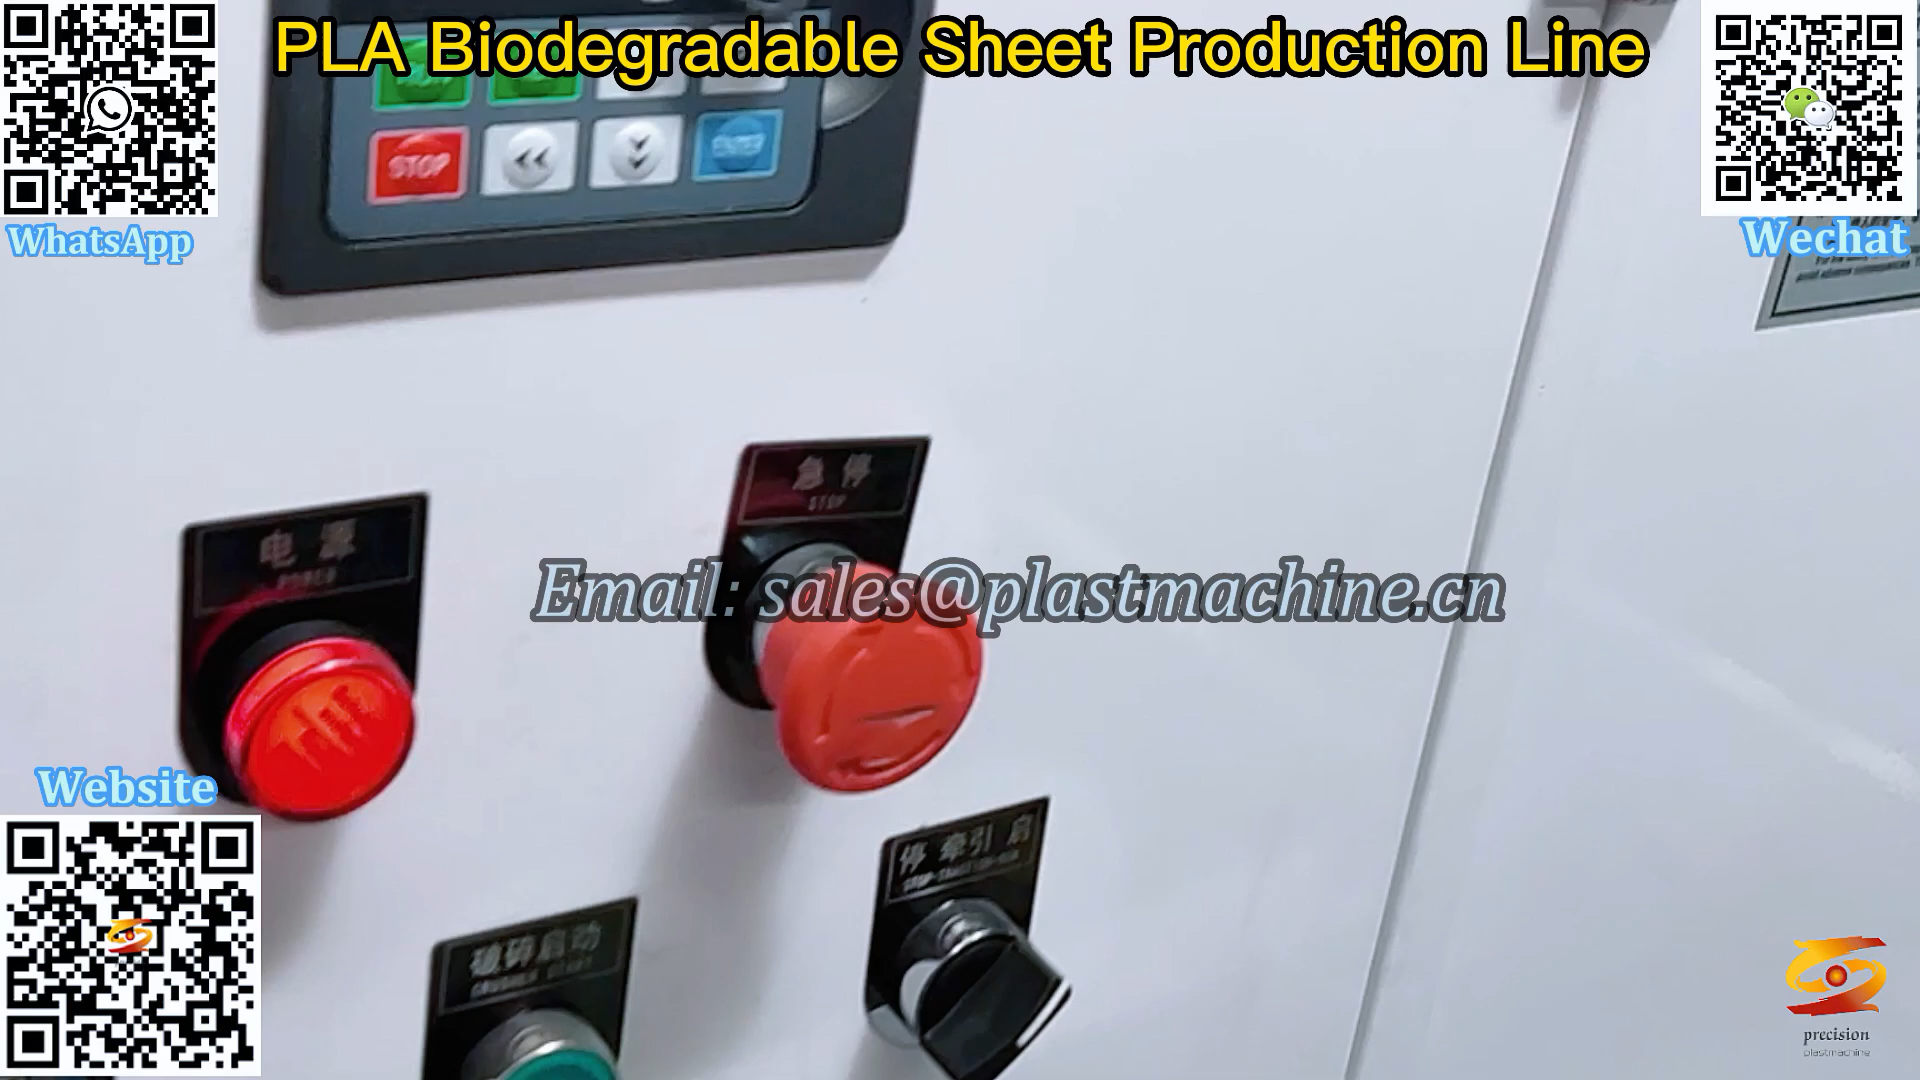 PLA Biodegradable Sheet Production Line
WhatsApp
Wechat
STOP
ENTER
急停
STOP
电源
POWER
Email: sales@plastmachine.cn
Website
停 牵引 启
破碎启动
precision
plastmachine